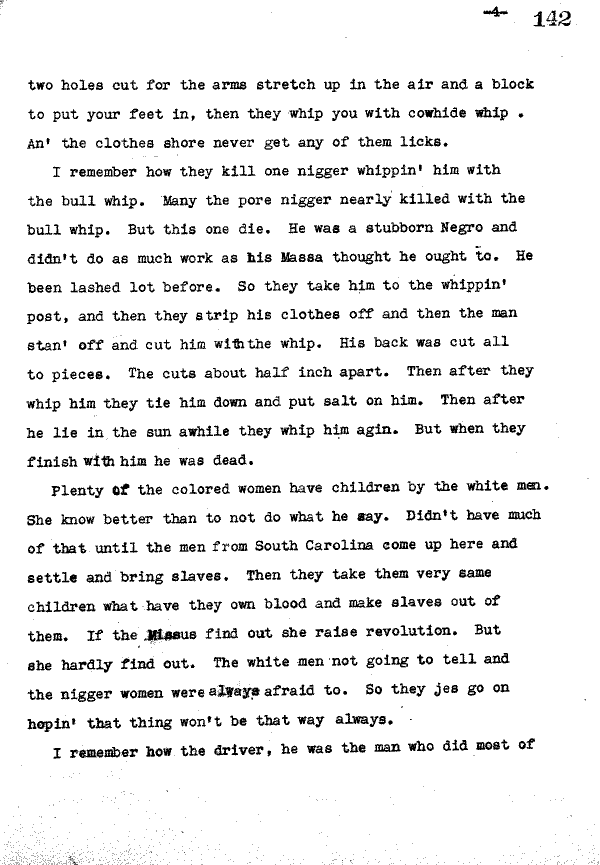 -4- 142
two holes cut for the arms stretch up in the air and a block
to put your feet in, then they whip you with cowhide whip .
An' the clothes shore never get any of them licks.
I remember how they kill one nigger whippin' him with
the bull whip. Many the pore nigger nearly killed with the
bull whip. But this one die. He was a stubborn Negro and
didn't do as much work as his Massa thought he ought to. He
been lashed lot before. So they take him to the whippin'
post, and then they strip his clothes off and then the man
stan' off and cut him with the whip. His back was cut all
to pieces. The cuts about half inch apart. Then after they
whip him they tie him down and put salt on him. Then after
he lie in the sun awhile they whip him agin. But when they
finish with him he was dead.
Plenty of the colored women have children by the white men.
She know better than to not do what he say. Didn't have much
of that until the men from South Carolina come up here and
settle and bring slaves. Then they take them very same
children what have they own blood and make slaves out of
them. If the Missus find out she raise revolution. But
she hardly find out. The white men not going to tell and
the nigger women were always afraid to. So they jes go on
hopin' that thing won't be that way always.
I remember how the driver, he was the man who did most of